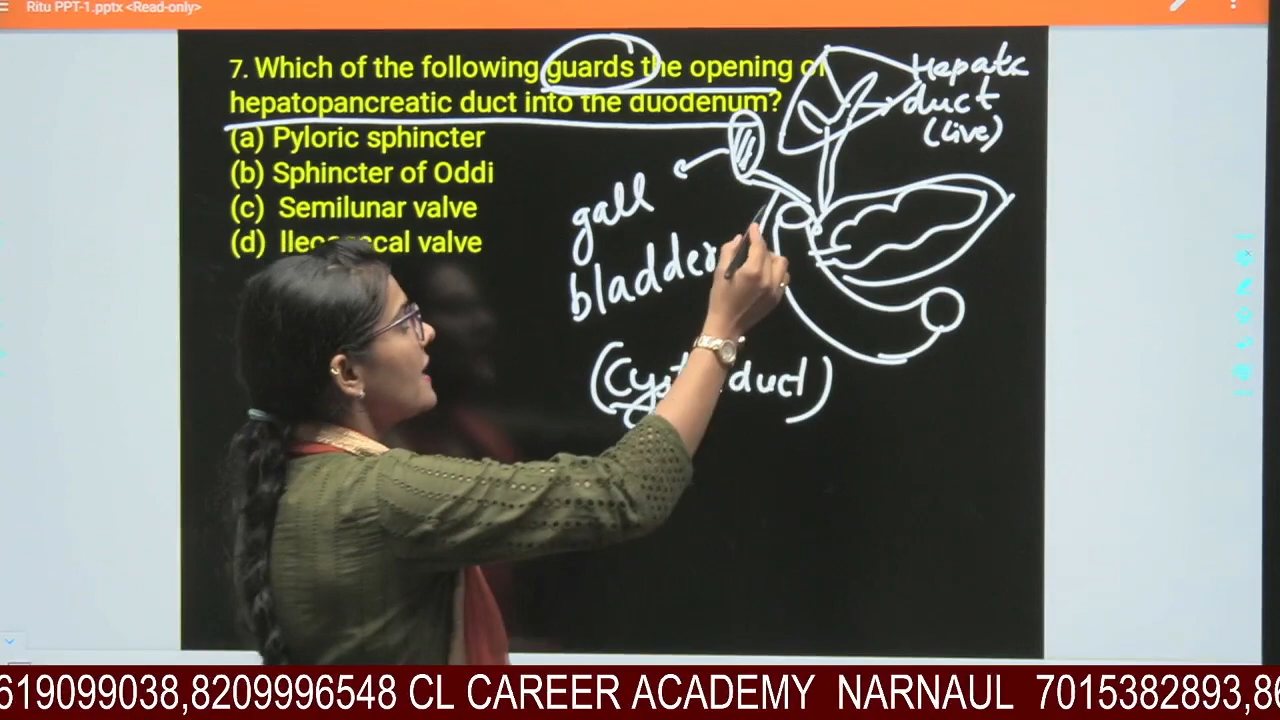 Ritu PPT-1.pptx <Read-only>
7. Which of the following guards the opening of
hepatopancreatic duct into the duodenum?
(a) Pyloric sphincter
(b) Sphincter of Oddi
(c) Semilunar valve
(d) valve
Hepatic
duct
(Live)
gall
bladder
duct)
619099038,8209996548 CL CAREER ACADEMY NARNAUL 7015382893,86